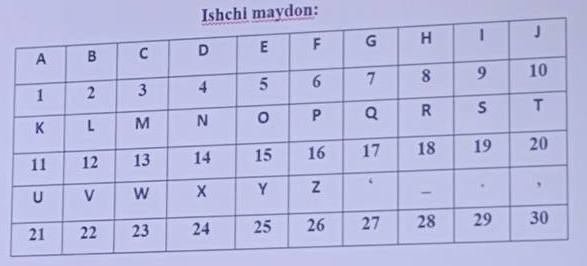 Ishchi maydon:
A B C D E F G H I J
1 2 3 4 5 6 7 8 9 10
K L M N O P Q R S T
11 12 13 14 15 16 17 18 19 20
U V W X Y Z ‘ _ . ,
21 22 23 24 25 26 27 28 29 30